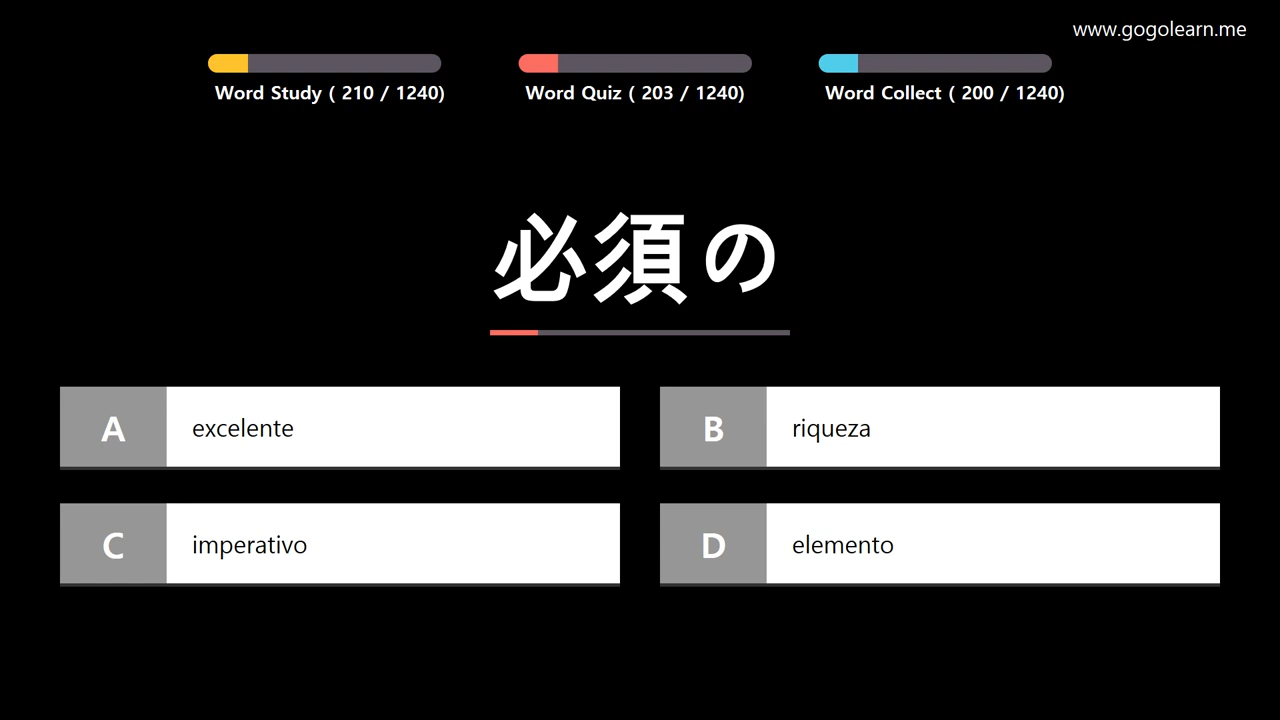 www.gogolearn.me
Word Study ( 210 / 1240)
Word Quiz ( 203 / 1240)
Word Collect ( 200 / 1240)
必須の
A excelente
B riqueza
C imperativo
D elemento